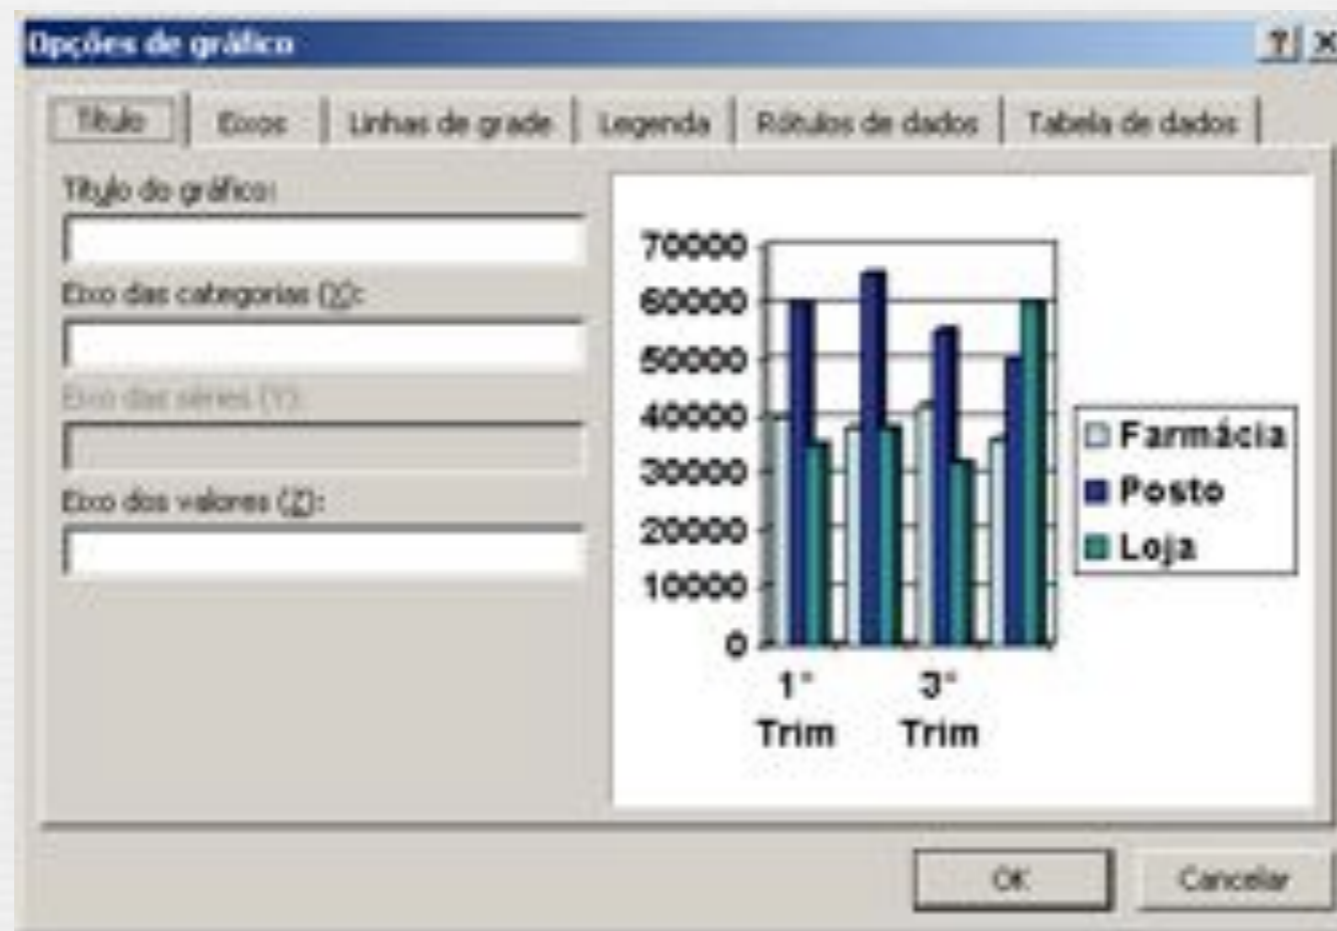 Opções de gráfico
Título Eixos Linhas de grade Legenda Rótulos de dados Tabela de dados
Título do gráfico:
Eixo das categorias (X):
Eixo das séries (Y):
Eixo dos valores (Z):
70000
60000
50000
40000
30000
20000
10000
0
1° 3°
Trim Trim
Farmácia
Posto
Loja
OK Cancelar